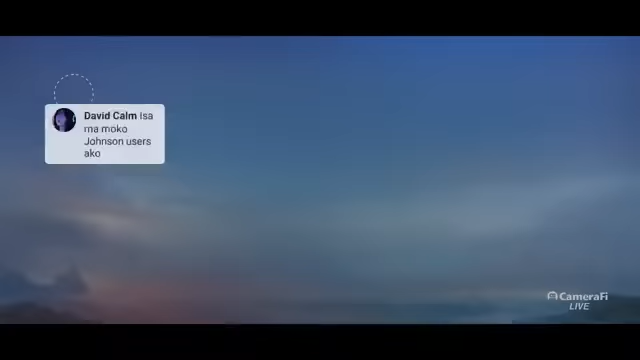 David Calm Isa
ma moko
Johnson users
ako
CameraFi
LIVE